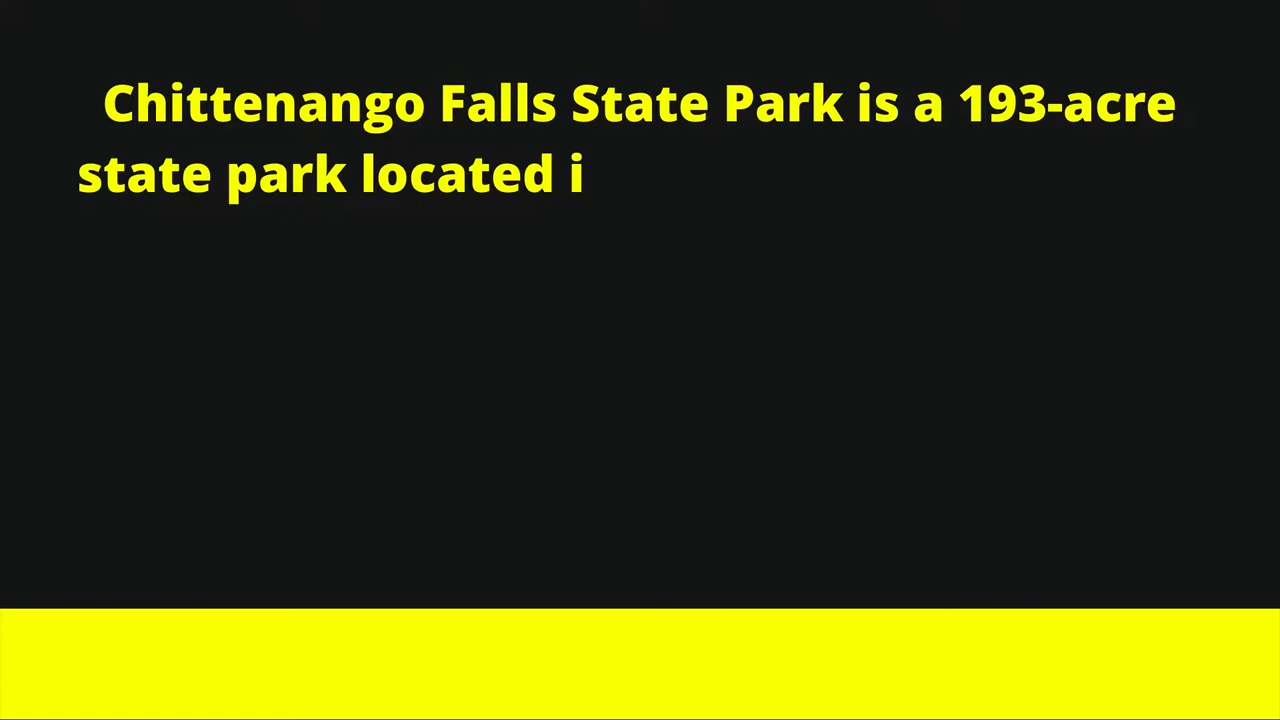 Chittenango Falls State Park is a 193-acre
state park located i